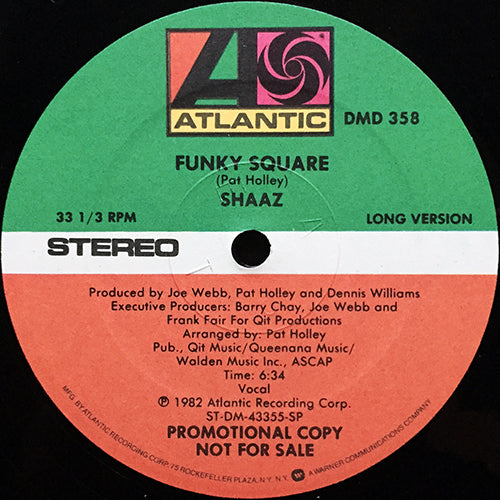 ATLANTIC
DMD 358
FUNKY SQUARE
(Pat Holley)
SHAAZ
33 1/3 RPM
LONG VERSION
STEREO
Produced by Joe Webb, Pat Holley and Dennis Williams
Executive Producers: Barry Chay, Joe Webb and
Frank Fair For Qit Productions
Arranged by: Pat Holley
Pub., Qit Music/Queenana Music/
Walden Music Inc., ASCAP
Time: 6:34
Vocal
Ⓟ 1982 Atlantic Recording Corp.
ST-DM-43355-SP
PROMOTIONAL COPY
NOT FOR SALE
MFG. BY ATLANTIC RECORDING CORP. 75 ROCKEFELLER PLAZA, N.Y. N.Y. A WARNER COMMUNICATIONS COMPANY